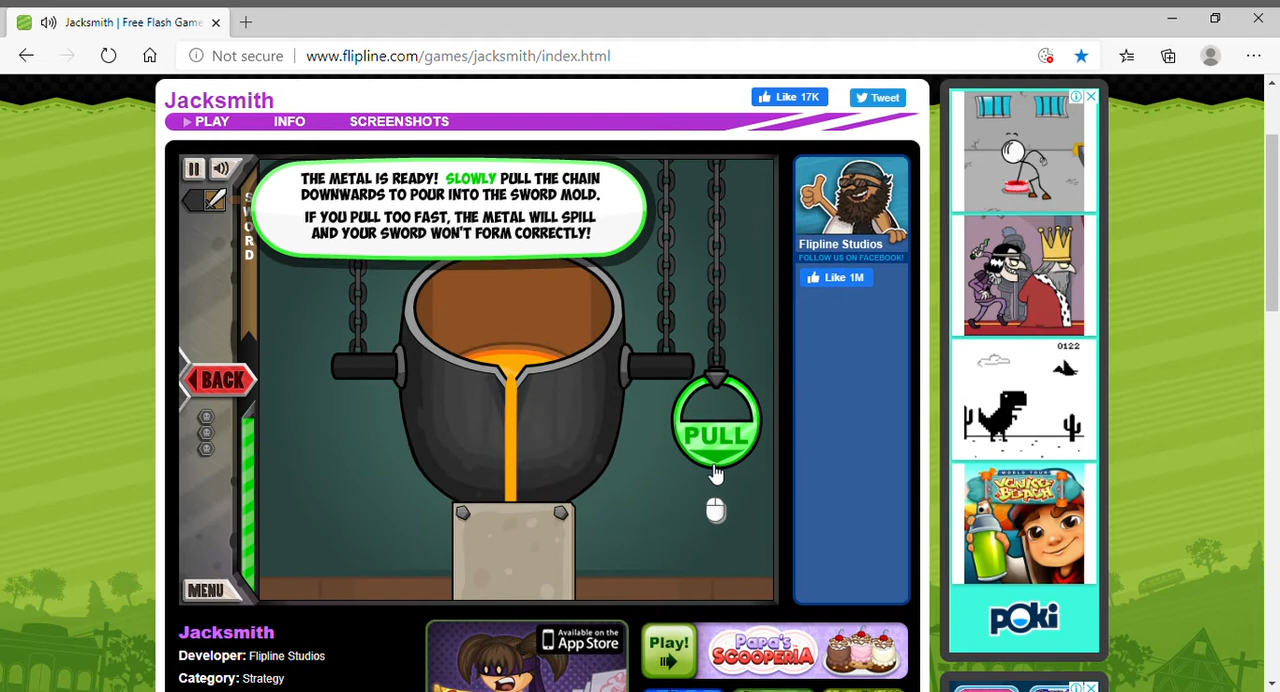 Jacksmith | Free Flash Game
Not secure
www.flipline.com/games/jacksmith/index.html
Jacksmith
Like 17K
Tweet
PLAY
INFO
SCREENSHOTS
SWORD
THE METAL IS READY! SLOWLY PULL THE CHAIN
DOWNWARDS TO POUR INTO THE SWORD MOLD.
IF YOU PULL TOO FAST, THE METAL WILL SPILL
AND YOUR SWORD WON'T FORM CORRECTLY!
BACK
PULL
MENU
Flipline Studios
FOLLOW US ON FACEBOOK!
Like 1M
0122
WORLD TOUR
VENICE
BEACH
POKI
Jacksmith
Developer: Flipline Studios
Category: Strategy
Available on the
App Store
Play!
Papa's
SCOOPERIA